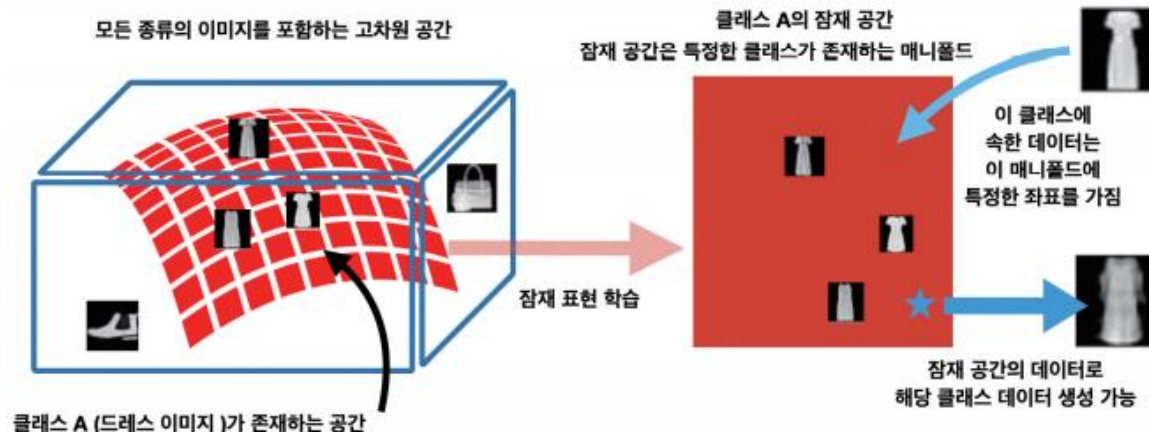 모든 종류의 이미지를 포함하는 고차원 공간
클래스 A의 잠재 공간
잠재 공간은 특정한 클래스가 존재하는 매니폴드
이 클래스에
속한 데이터는
이 매니폴드에
특정한 좌표를 가짐
잠재 표현 학습
잠재 공간의 데이터로
해당 클래스 데이터 생성 가능
클래스 A (드레스 이미지 )가 존재하는 공간